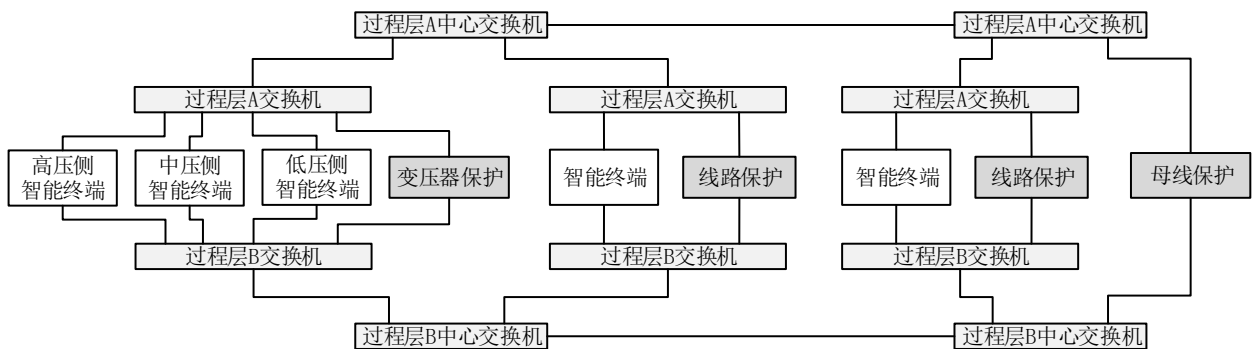 过程层A中心交换机
过程层A中心交换机
过程层A交换机
过程层A交换机
过程层A交换机
高压侧
智能终端
中压侧
智能终端
低压侧
智能终端
变压器保护
智能终端
线路保护
智能终端
线路保护
母线保护
过程层B交换机
过程层B交换机
过程层B交换机
过程层B中心交换机
过程层B中心交换机